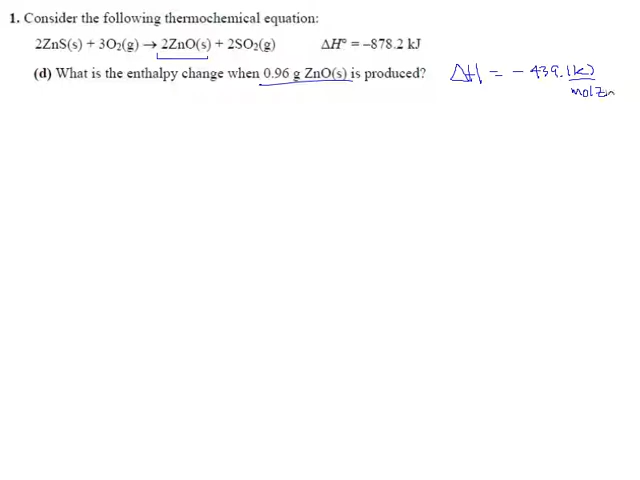 1. Consider the following thermochemical equation:
2ZnS(s) + 3O₂(g) → 2ZnO(s) + 2SO₂(g) ΔH° = –878.2 kJ
(d) What is the enthalpy change when 0.96 g ZnO(s) is produced? ΔH = - 439.1 kJ
mol Zn